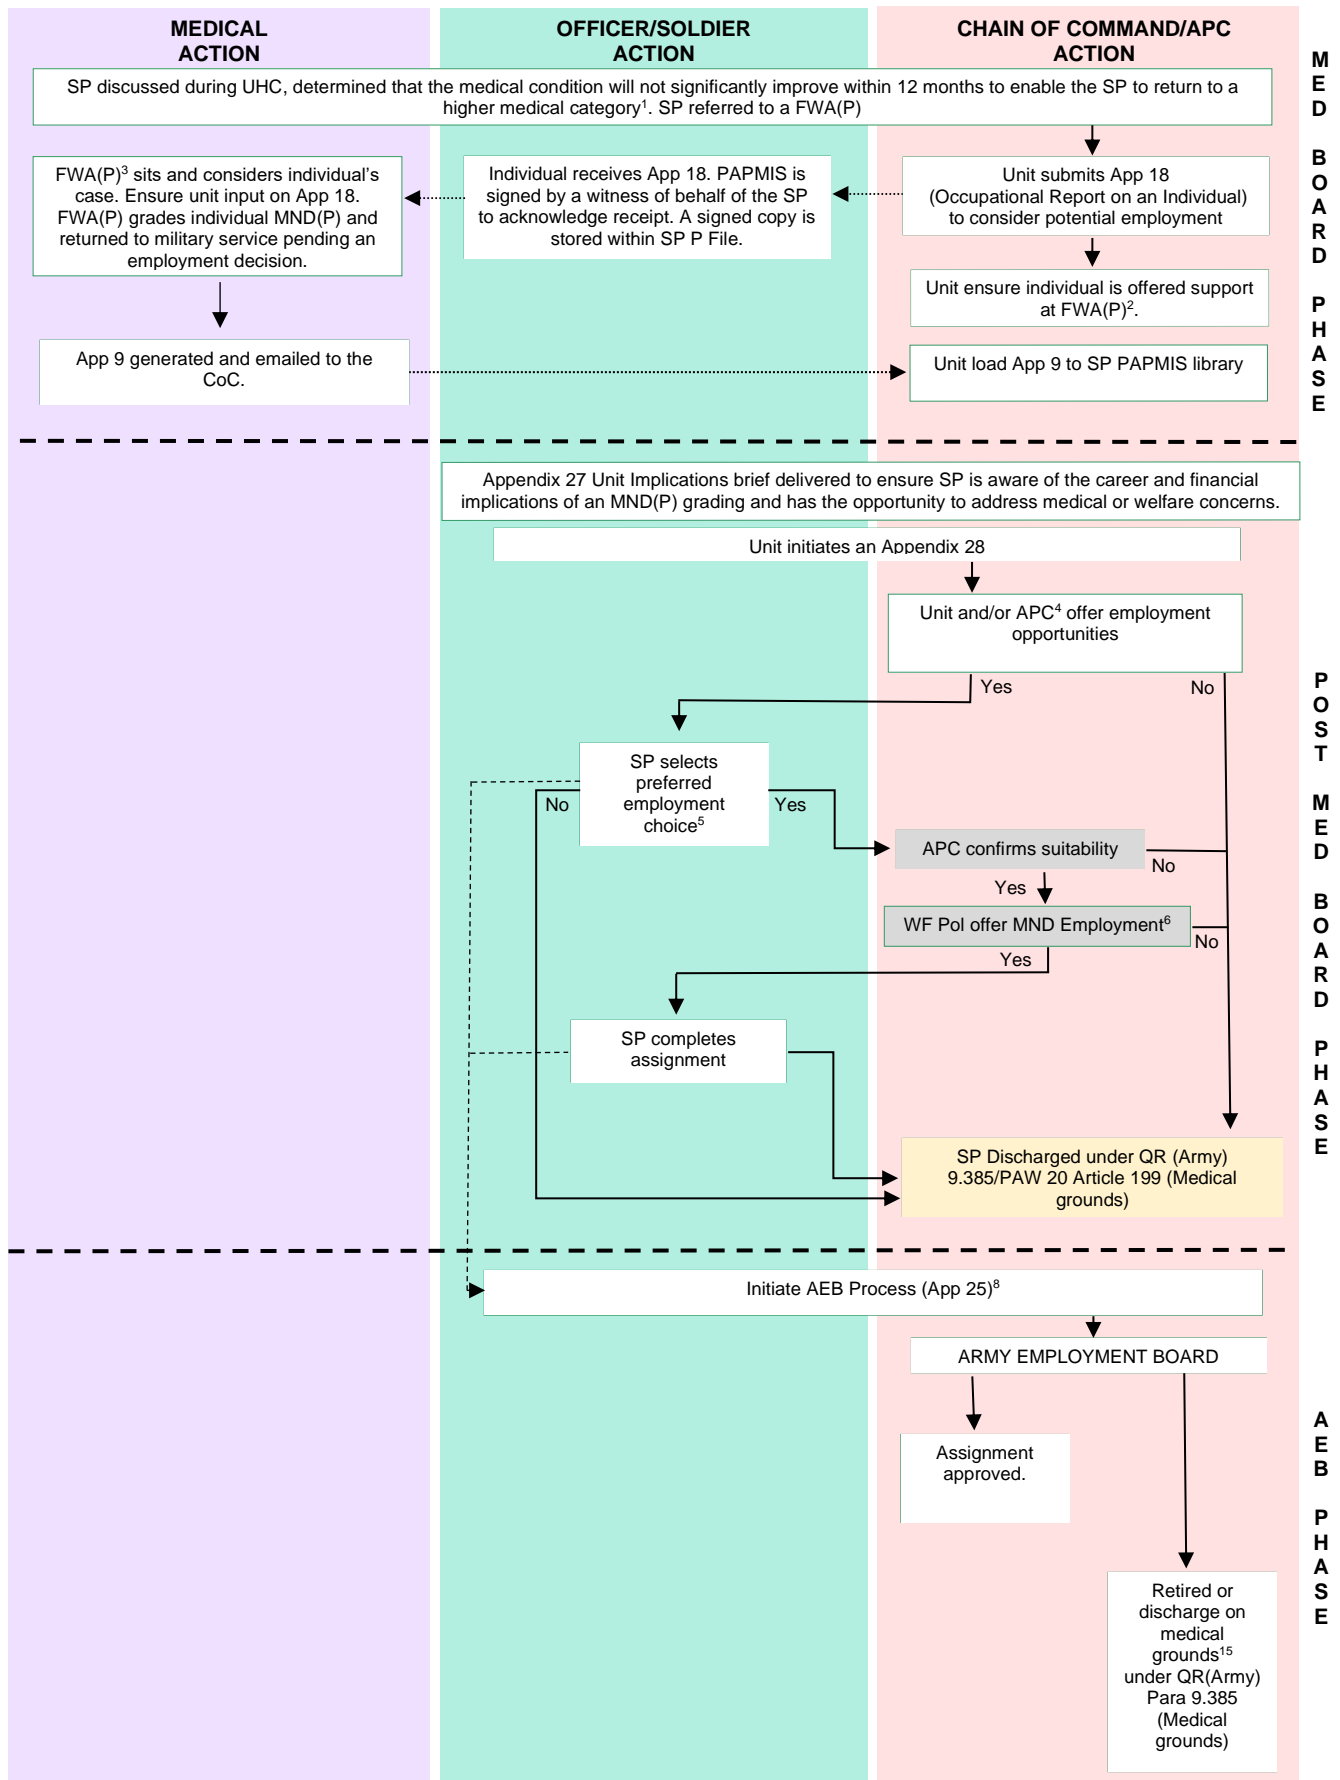 MEDICAL
ACTION
OFFICER/SOLDIER
ACTION
CHAIN OF COMMAND/APC
ACTION
SP discussed during UHC, determined that the medical condition will not significantly improve within 12 months to enable the SP to return to a
higher medical category¹. SP referred to a FWA(P)
FWA(P)³ sits and considers individual's
case. Ensure unit input on App 18.
FWA(P) grades individual MND(P) and
returned to military service pending an
employment decision.
Individual receives App 18. PAPMIS is
signed by a witness of behalf of the SP
to acknowledge receipt. A signed copy is
stored within SP P File.
Unit submits App 18
(Occupational Report on an Individual)
to consider potential employment
Unit ensure individual is offered support
at FWA(P)².
App 9 generated and emailed to the
CoC.
Unit load App 9 to SP PAPMIS library
MED BOARD PHASE
Appendix 27 Unit Implications brief delivered to ensure SP is aware of the career and financial
implications of an MND(P) grading and has the opportunity to address medical or welfare concerns.
Unit initiates an Appendix 28
Unit and/or APC⁴ offer employment
opportunities
Yes
No
SP selects
preferred
employment
choice⁵
No
Yes
APC confirms suitability
No
Yes
WF Pol offer MND Employment⁶
No
Yes
SP completes
assignment
SP Discharged under QR (Army)
9.385/PAW 20 Article 199 (Medical
grounds)
POST MED BOARD PHASE
Initiate AEB Process (App 25)⁸
ARMY EMPLOYMENT BOARD
Assignment
approved.
Retired or
discharge on
medical
grounds¹⁵
under QR(Army)
Para 9.385
(Medical
grounds)
AEB PHASE